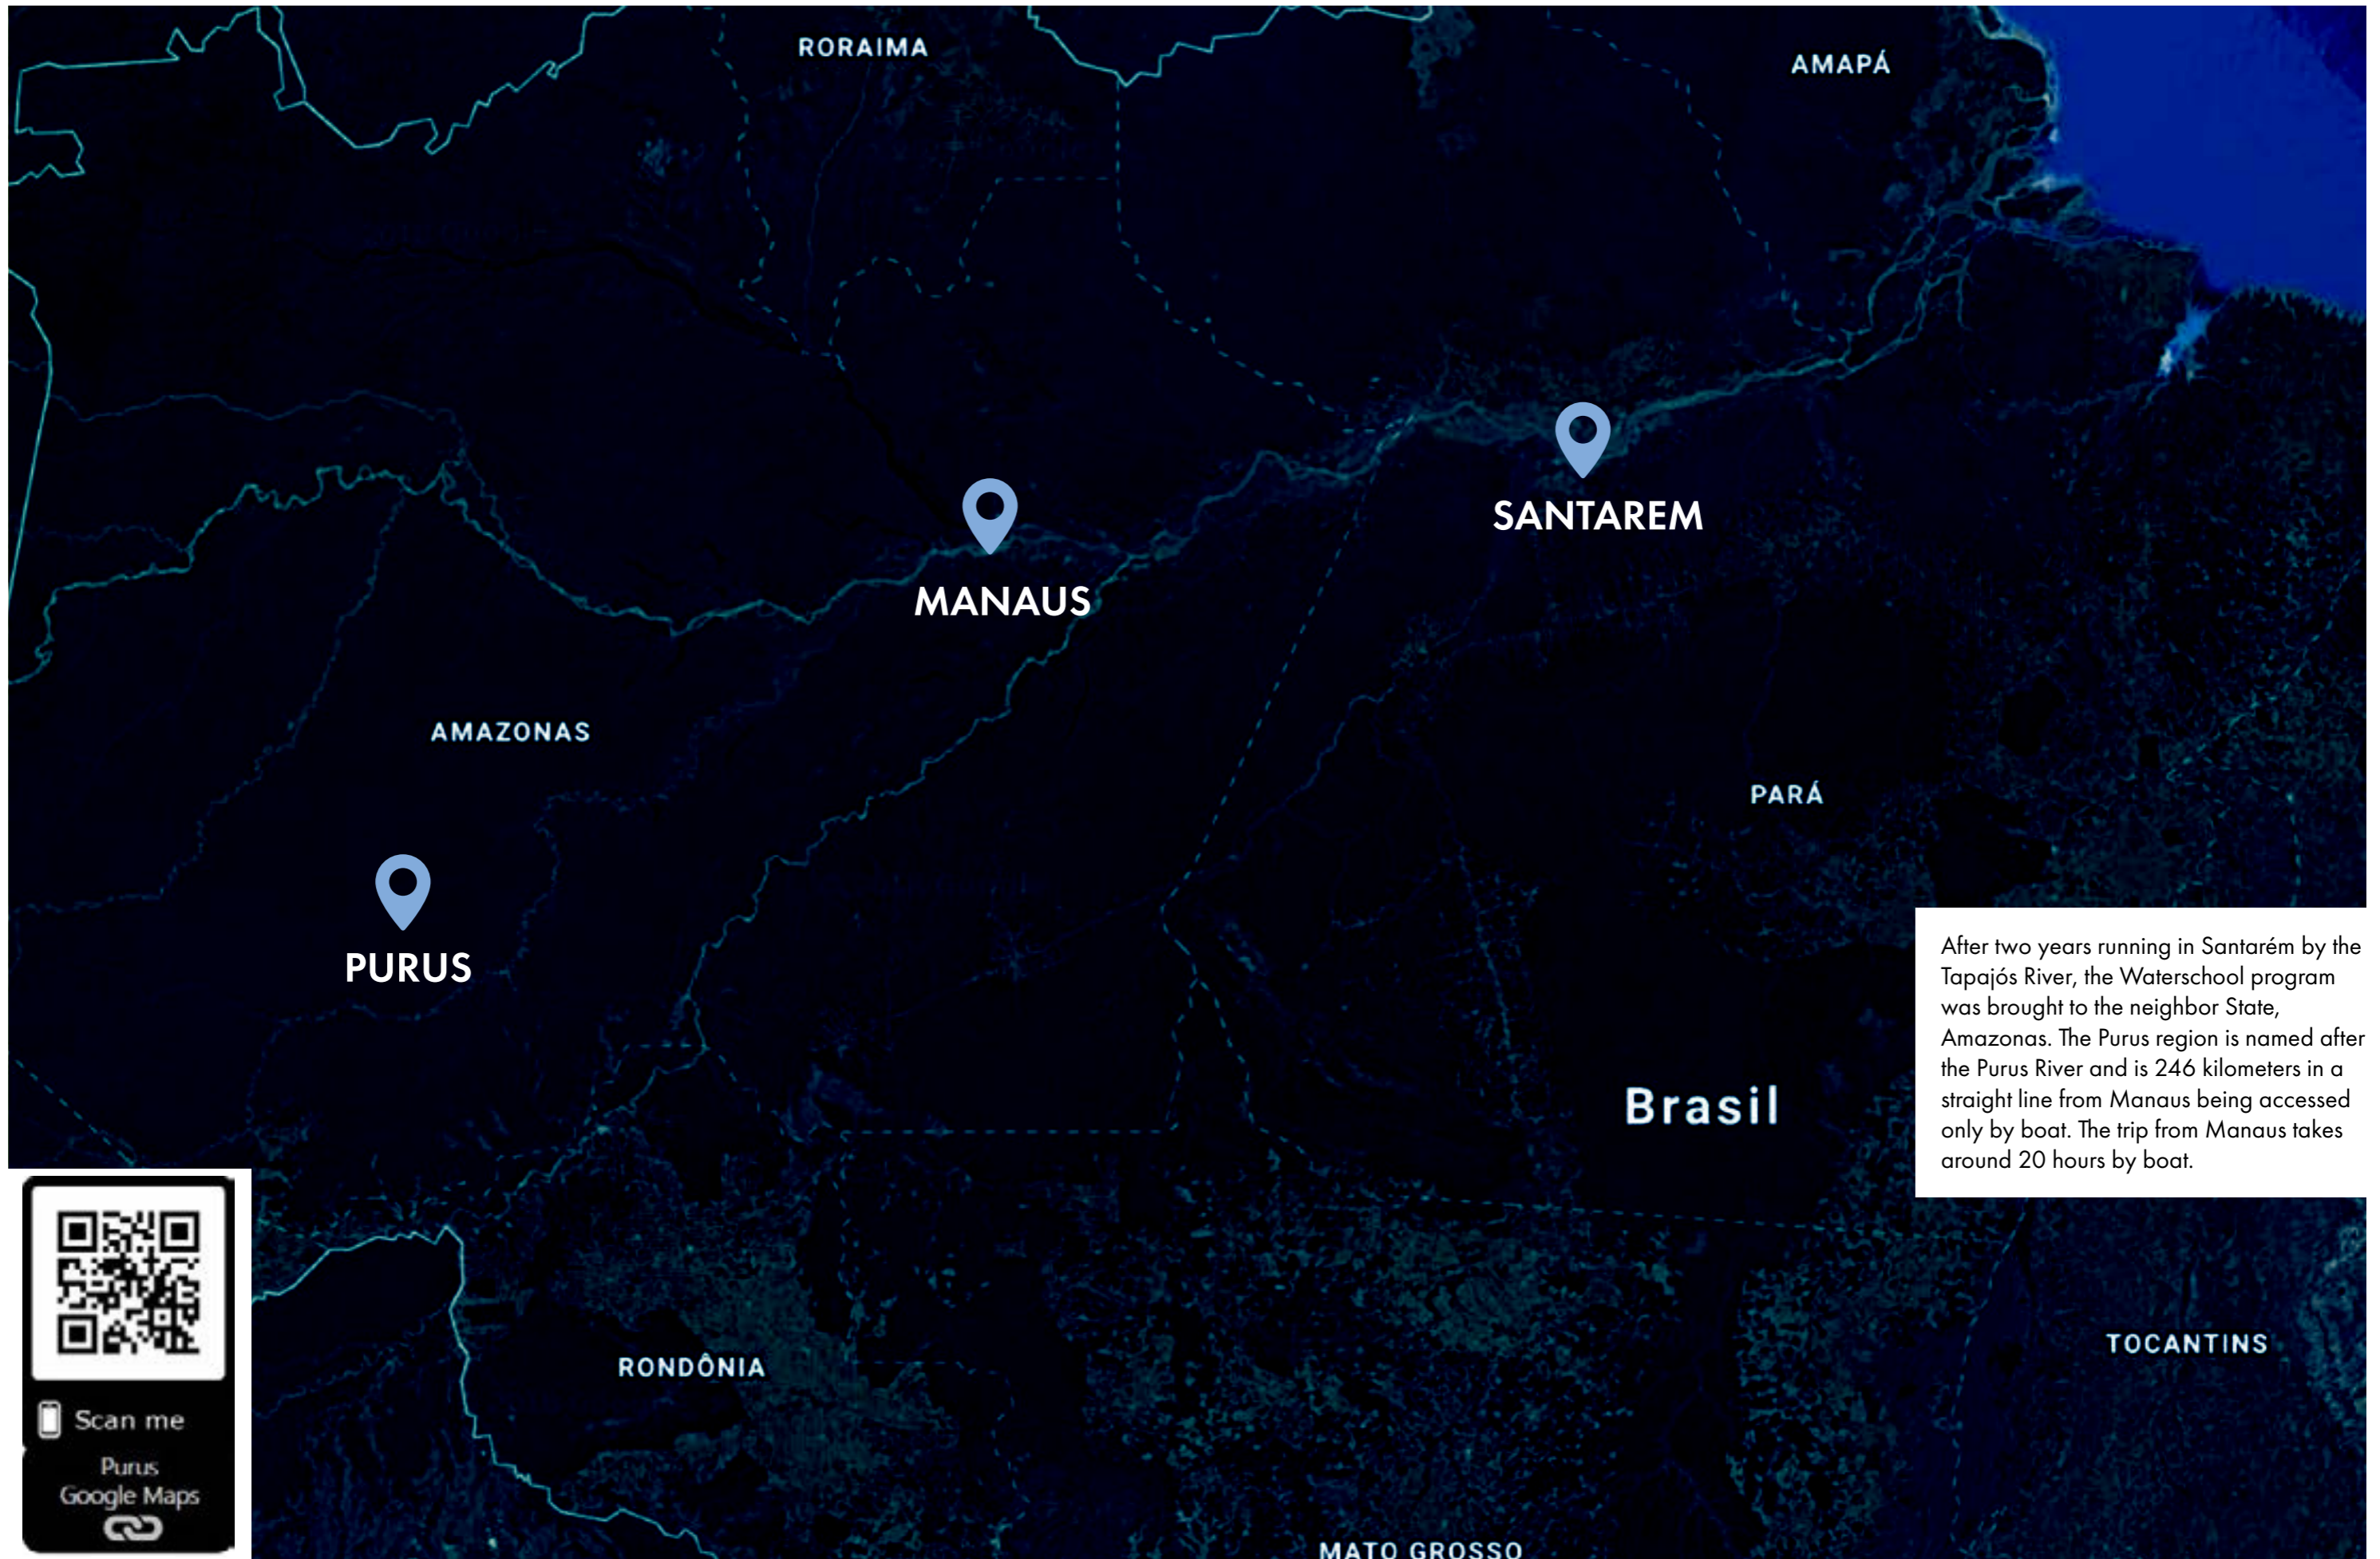 RORAIMA
AMAPÁ
SANTAREM
MANAUS
AMAZONAS
PARÁ
PURUS
After two years running in Santarém by the
Tapajós River, the Waterschool program
was brought to the neighbor State,
Amazonas. The Purus region is named after
the Purus River and is 246 kilometers in a
straight line from Manaus being accessed
only by boat. The trip from Manaus takes
around 20 hours by boat.
Brasil
TOCANTINS
RONDÔNIA
Scan me
Purus
Google Maps
MATO GROSSO